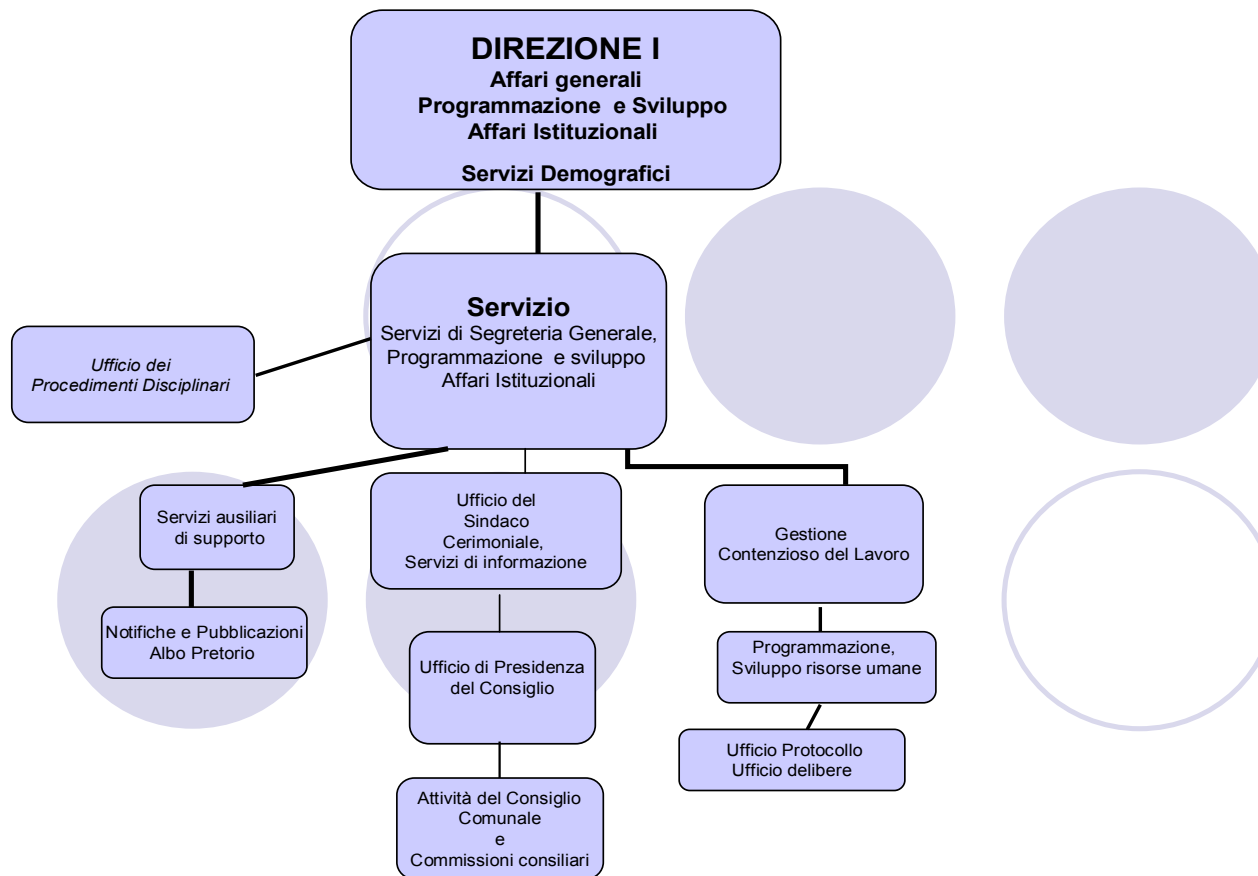 DIREZIONE I
Affari generali
Programmazione e Sviluppo
Affari Istituzionali
Servizi Demografici
Servizio
Servizi di Segreteria Generale,
Programmazione e sviluppo
Affari Istituzionali
Ufficio dei
Procedimenti Disciplinari
Servizi ausiliari
di supporto
Notifiche e Pubblicazioni
Albo Pretorio
Ufficio del
Sindaco
Cerimoniale,
Servizi di informazione
Ufficio di Presidenza
del Consiglio
Attività del Consiglio
Comunale
e
Commissioni consiliari
Gestione
Contenzioso del Lavoro
Programmazione,
Sviluppo risorse umane
Ufficio Protocollo
Ufficio delibere